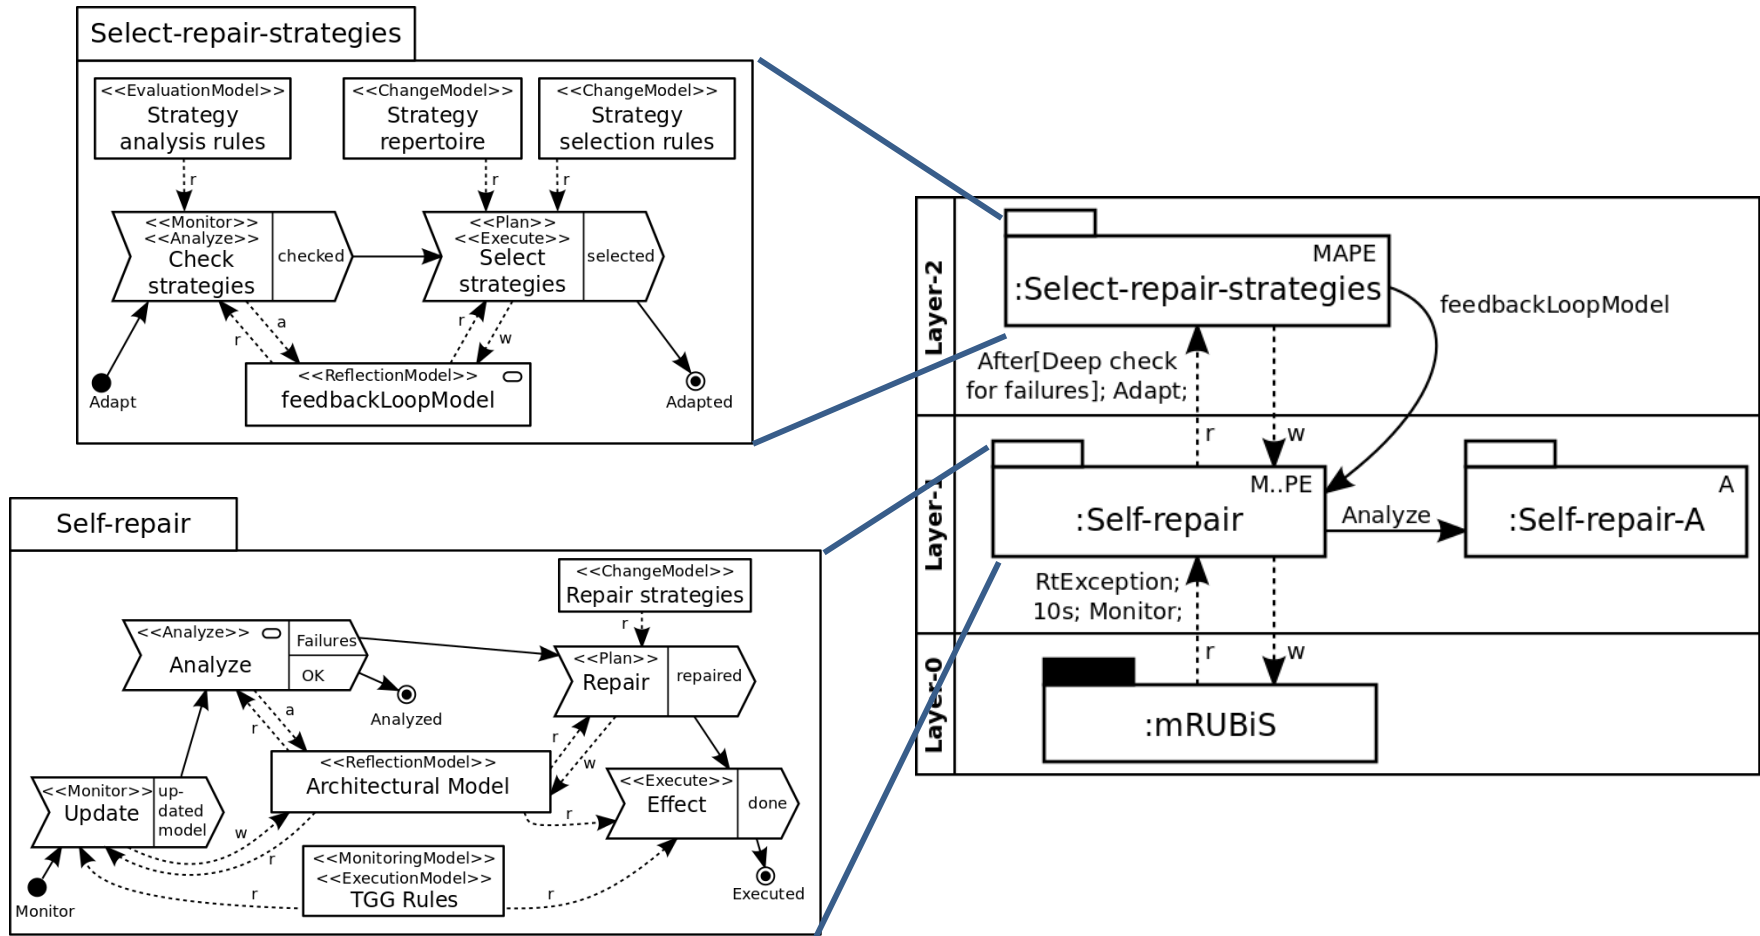 Select-repair-strategies
<<EvaluationModel>>
Strategy
analysis rules
<<ChangeModel>>
Strategy
repertoire
<<ChangeModel>>
Strategy
selection rules
r
r
r
<<Monitor>>
<<Analyze>>
Check
strategies
checked
<<Plan>>
<<Execute>>
Select
strategies
selected
a
r
r
w
<<ReflectionModel>>
feedbackLoopModel
Adapt
Adapted
Self-repair
<<ChangeModel>>
Repair strategies
r
<<Analyze>>
Analyze
Failures
OK
Analyzed
<<Plan>>
Repair
repaired
a
r
r
w
<<ReflectionModel>>
Architectural Model
<<Monitor>>
Update
up-
dated
model
<<Execute>>
Effect
done
w
r
r
<<MonitoringModel>>
<<ExecutionModel>>
TGG Rules
r
r
Monitor
Executed
Layer-2
MAPE
:Select-repair-strategies
feedbackLoopModel
After[Deep check
for failures]; Adapt;
r
w
Layer-1
M..PE
:Self-repair
Analyze
A
:Self-repair-A
RtException;
10s; Monitor;
r
w
Layer-0
:mRUBiS